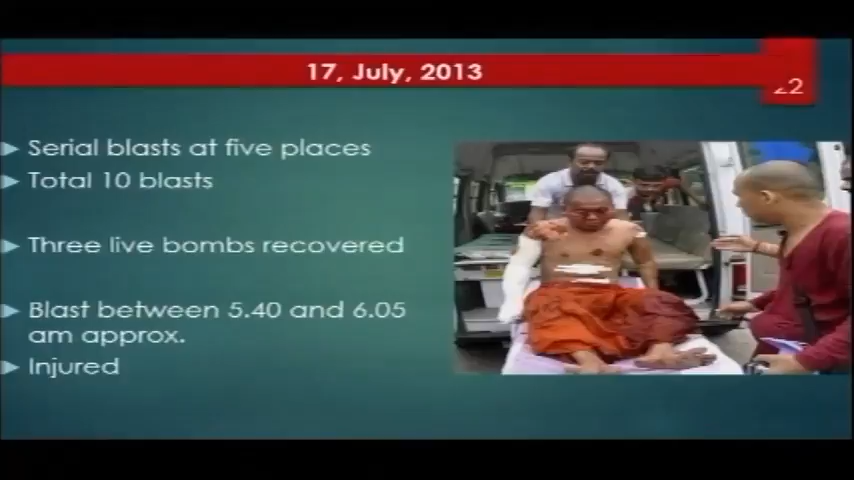 17, July, 2013
22
Serial blasts at five places
Total 10 blasts
Three live bombs recovered
Blast between 5.40 and 6.05
am approx.
Injured